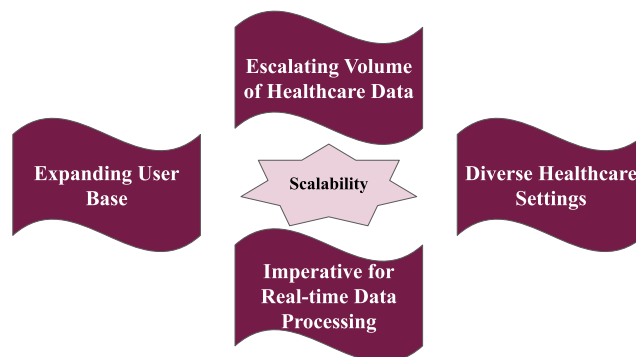 Escalating Volume
of Healthcare Data
Expanding User
Base
Scalability
Diverse Healthcare
Settings
Imperative for
Real-time Data
Processing